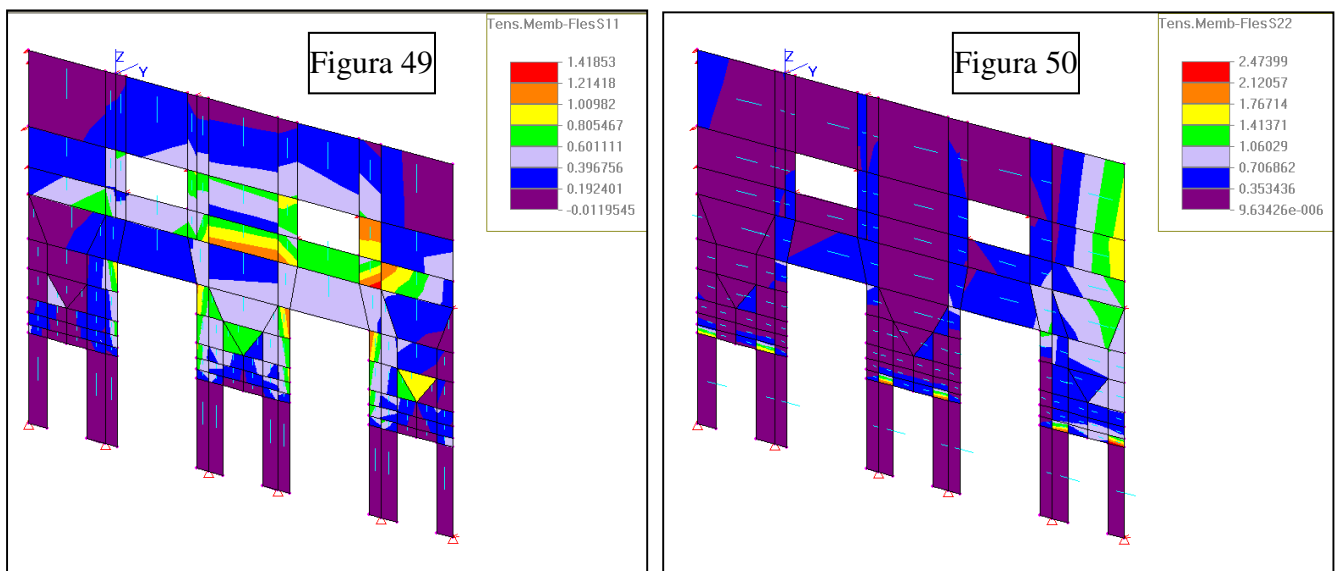 Tens.Memb-FlesS11
Figura 49
Z
Y
1.41853
1.21418
1.00982
0.805467
0.601111
0.396756
0.192401
-0.0119545
Tens.Memb-FlesS22
Figura 50
Z
Y
2.47399
2.12057
1.76714
1.41371
1.06029
0.706862
0.353436
9.63426e-006